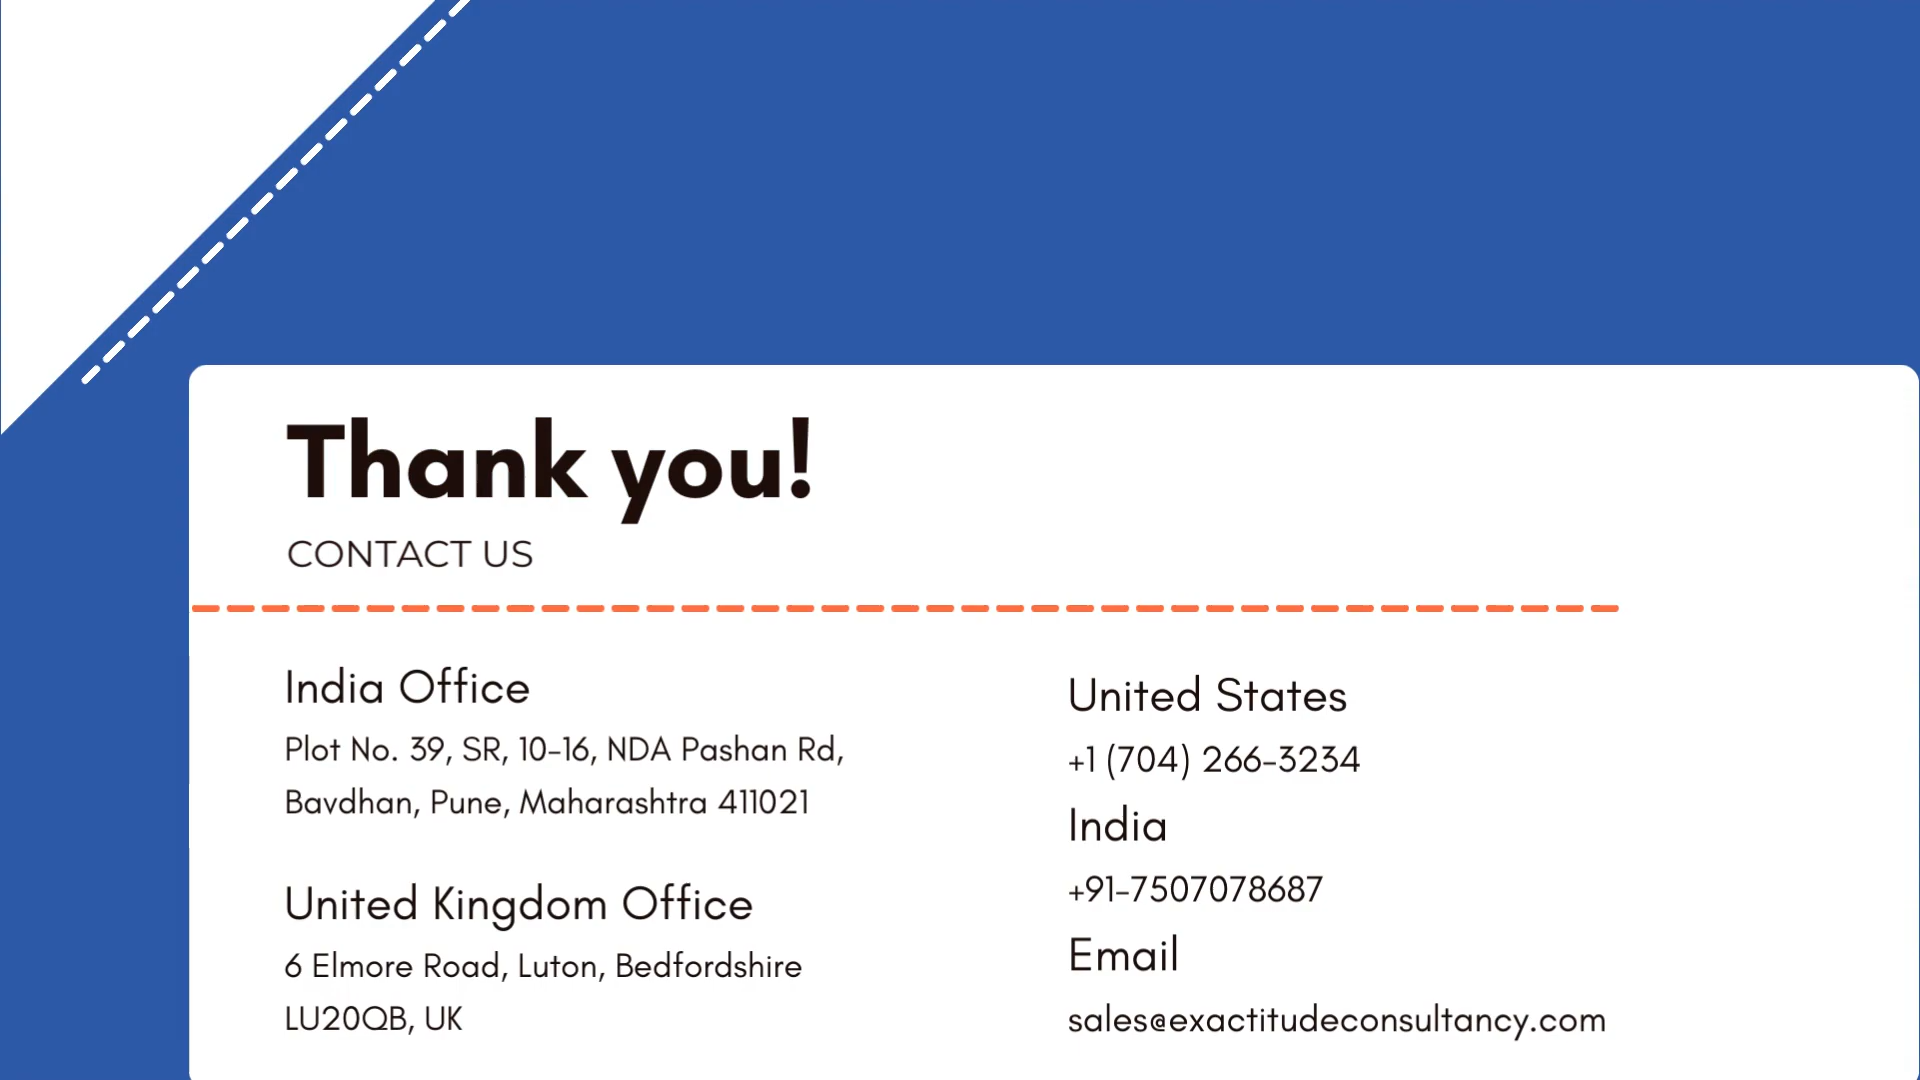 Thank you!
CONTACT US
India Office
Plot No. 39, SR, 10-16, NDA Pashan Rd,
Bavdhan, Pune, Maharashtra 411021
United Kingdom Office
6 Elmore Road, Luton, Bedfordshire
LU20QB, UK
United States
+1 (704) 266-3234
India
+91-7507078687
Email
sales@exactitudeconsultancy.com